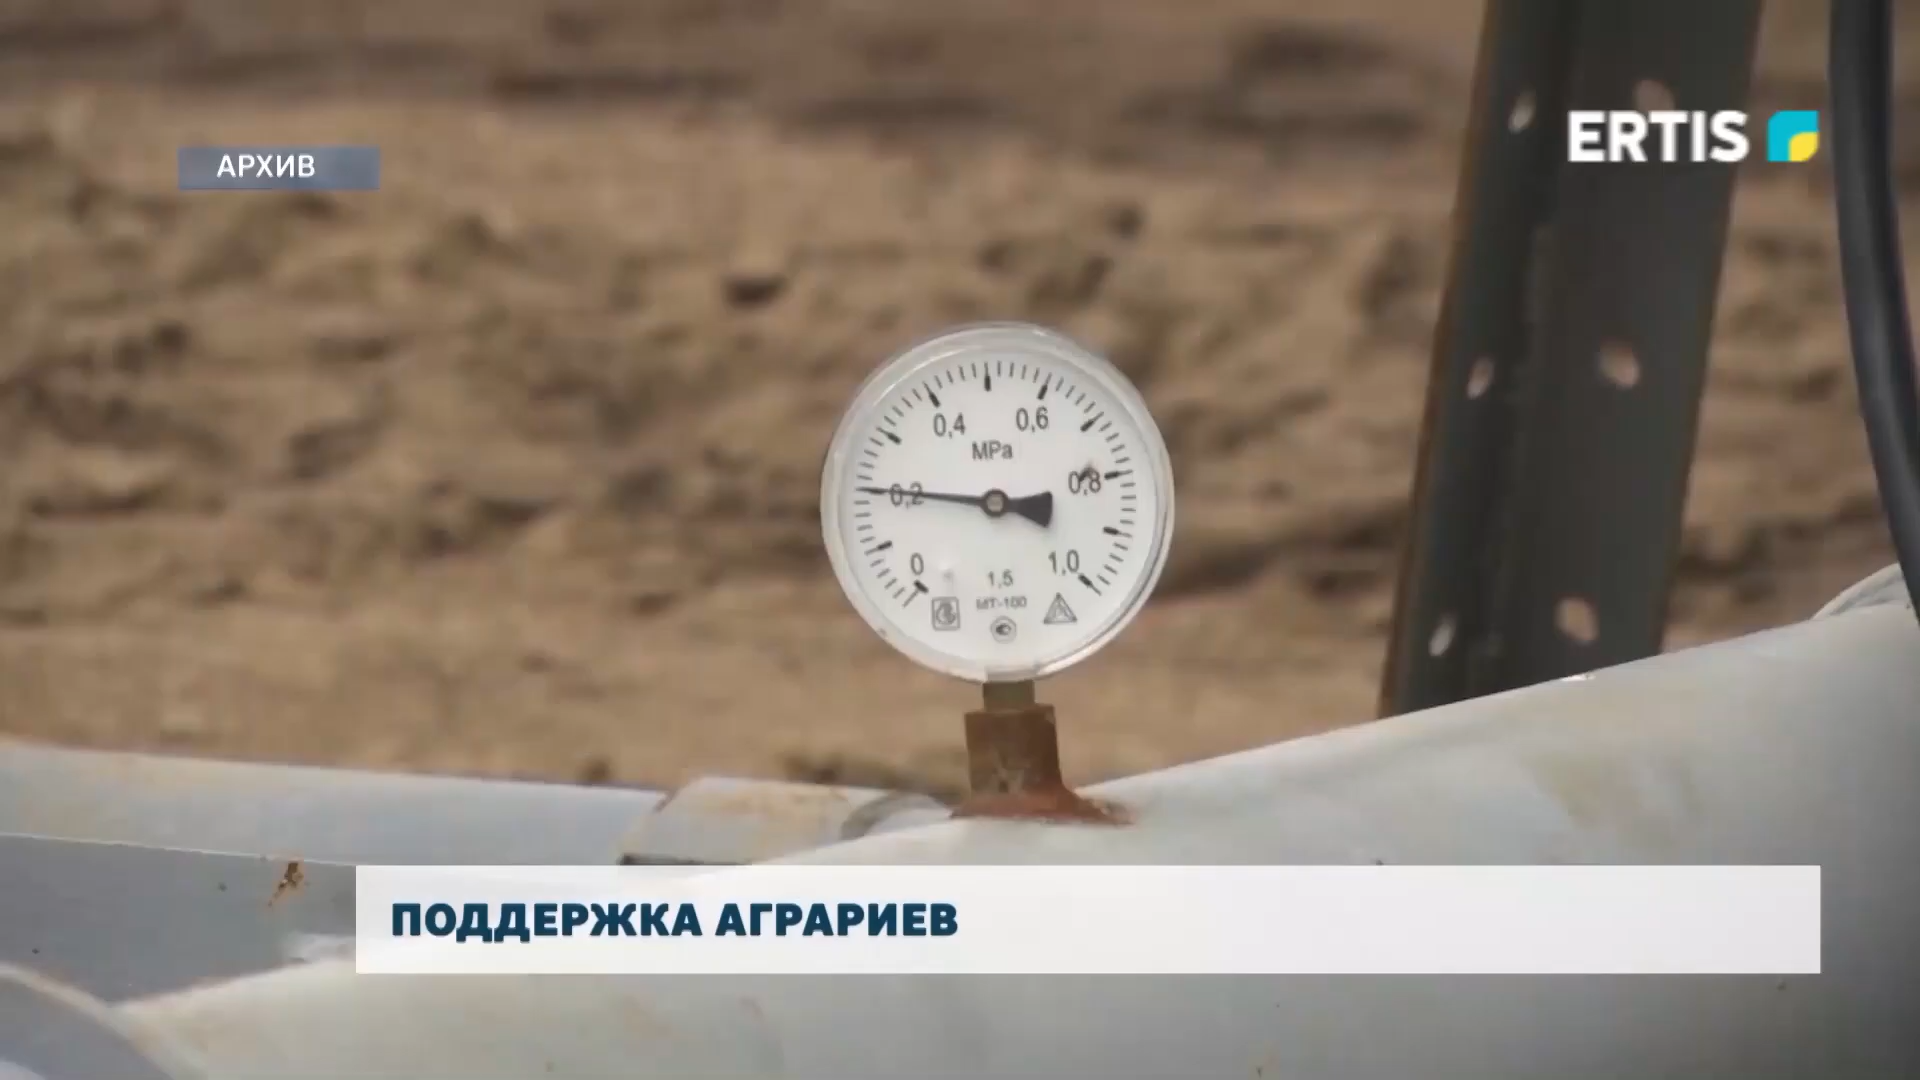 АРХИВ
ERTIS
0,4 0,6
MPa
0,2 0,8
0 1,0
1,5
МТ-100
ПОДДЕРЖКА АГРАРИЕВ